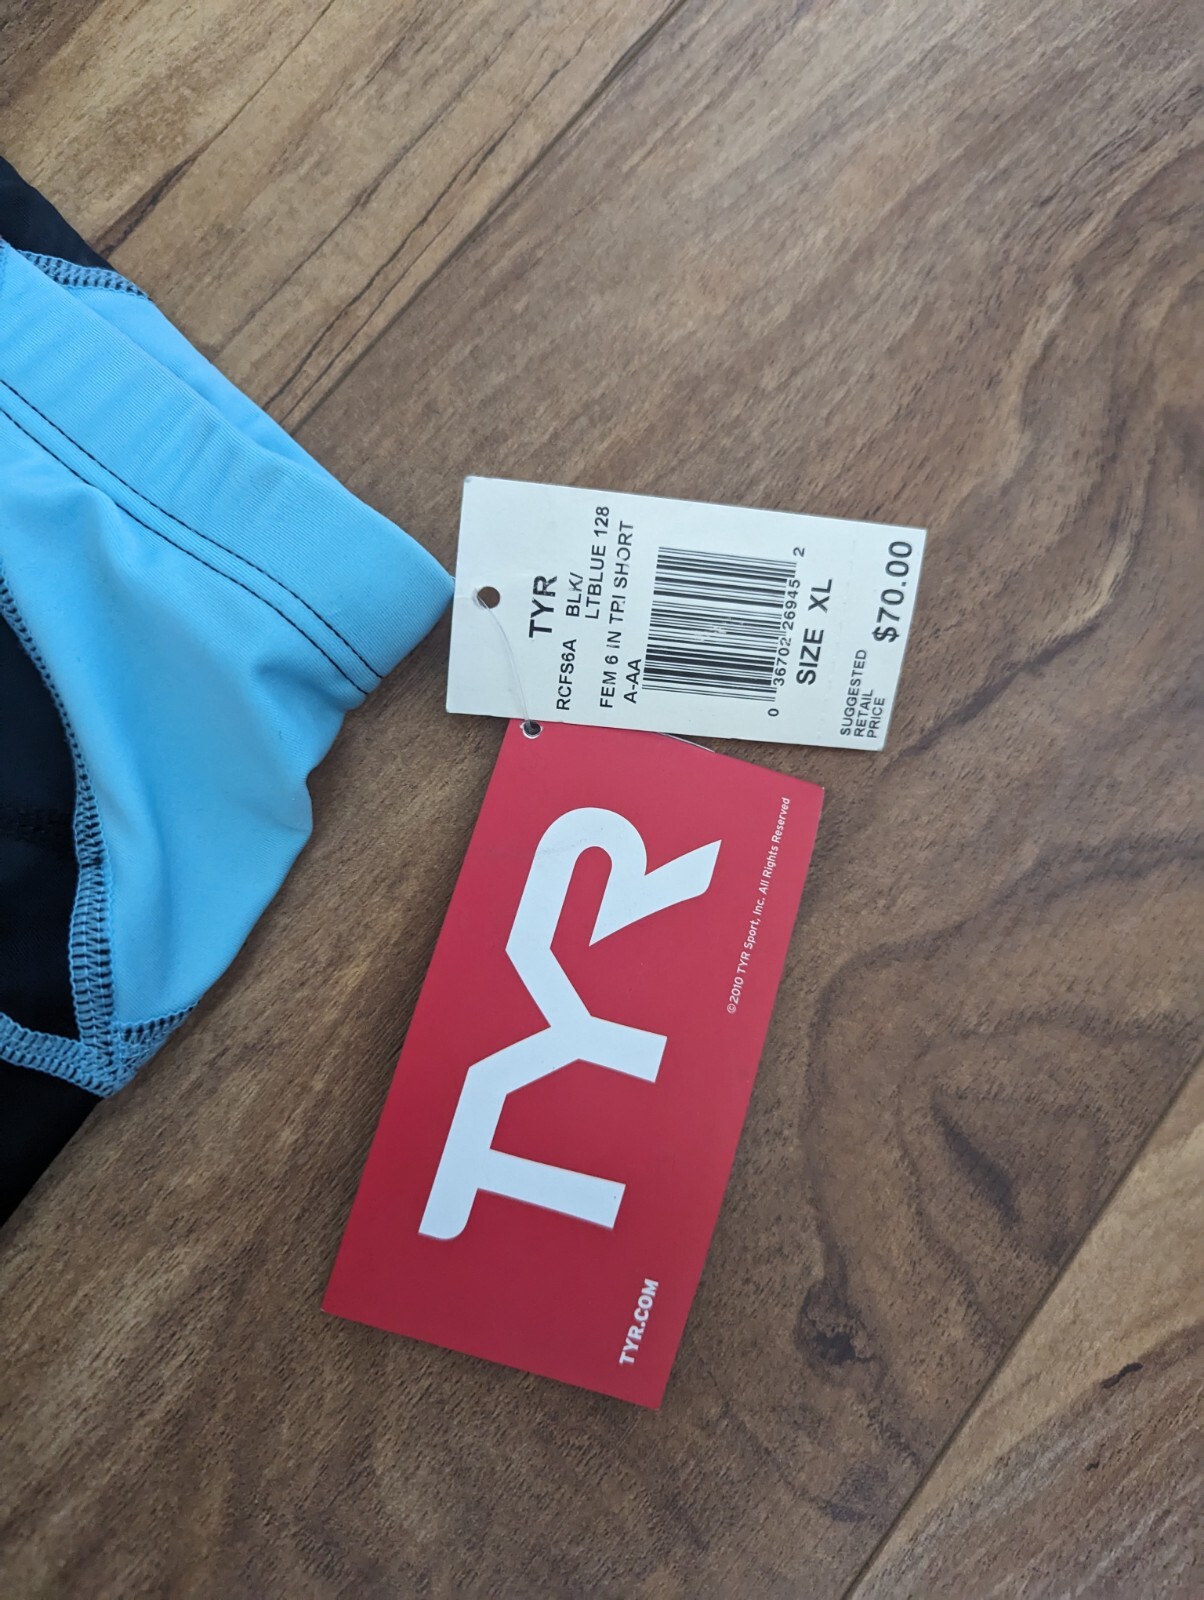 TYR
RCFS6A BLK/
LTBLUE 128
FEM 6 IN TRI SHORT
A-AA
0 36702 26945 2
SIZE XL
SUGGESTED
RETAIL
PRICE
$70.00
TYR
©2010 TYR Sport, Inc. All Rights Reserved
TYR.COM